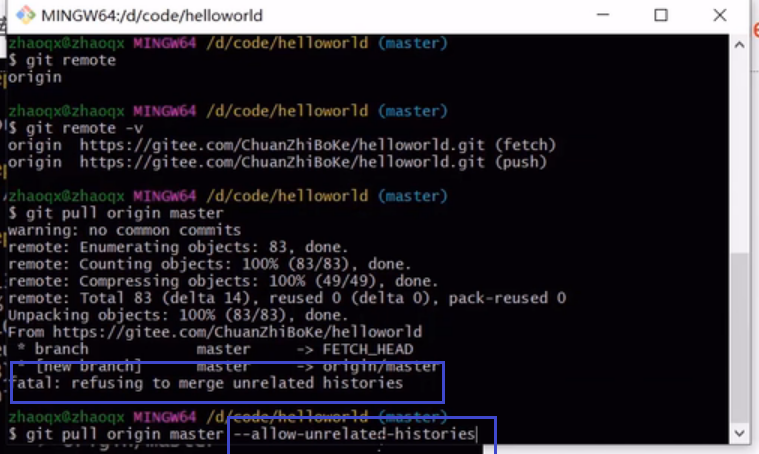 MINGW64:/d/code/helloworld
zhaoqx@zhaoqx MINGW64 /d/code/helloworld (master)
$ git remote
origin
zhaoqx@zhaoqx MINGW64 /d/code/helloworld (master)
$ git remote -v
origin https://gitee.com/ChuanZhiBoKe/helloworld.git (fetch)
origin https://gitee.com/ChuanZhiBoKe/helloworld.git (push)
zhaoqx@zhaoqx MINGW64 /d/code/helloworld (master)
$ git pull origin master
warning: no common commits
remote: Enumerating objects: 83, done.
remote: Counting objects: 100% (83/83), done.
remote: Compressing objects: 100% (49/49), done.
remote: Total 83 (delta 14), reused 0 (delta 0), pack-reused 0
Unpacking objects: 100% (83/83), done.
From https://gitee.com/ChuanZhiBoKe/helloworld
* branch master -> FETCH_HEAD
* [new branch] master -> origin/master
fatal: refusing to merge unrelated histories
zhaoqx@zhaoqx MINGW64 /d/code/helloworld (master)
$ git pull origin master --allow-unrelated-histories